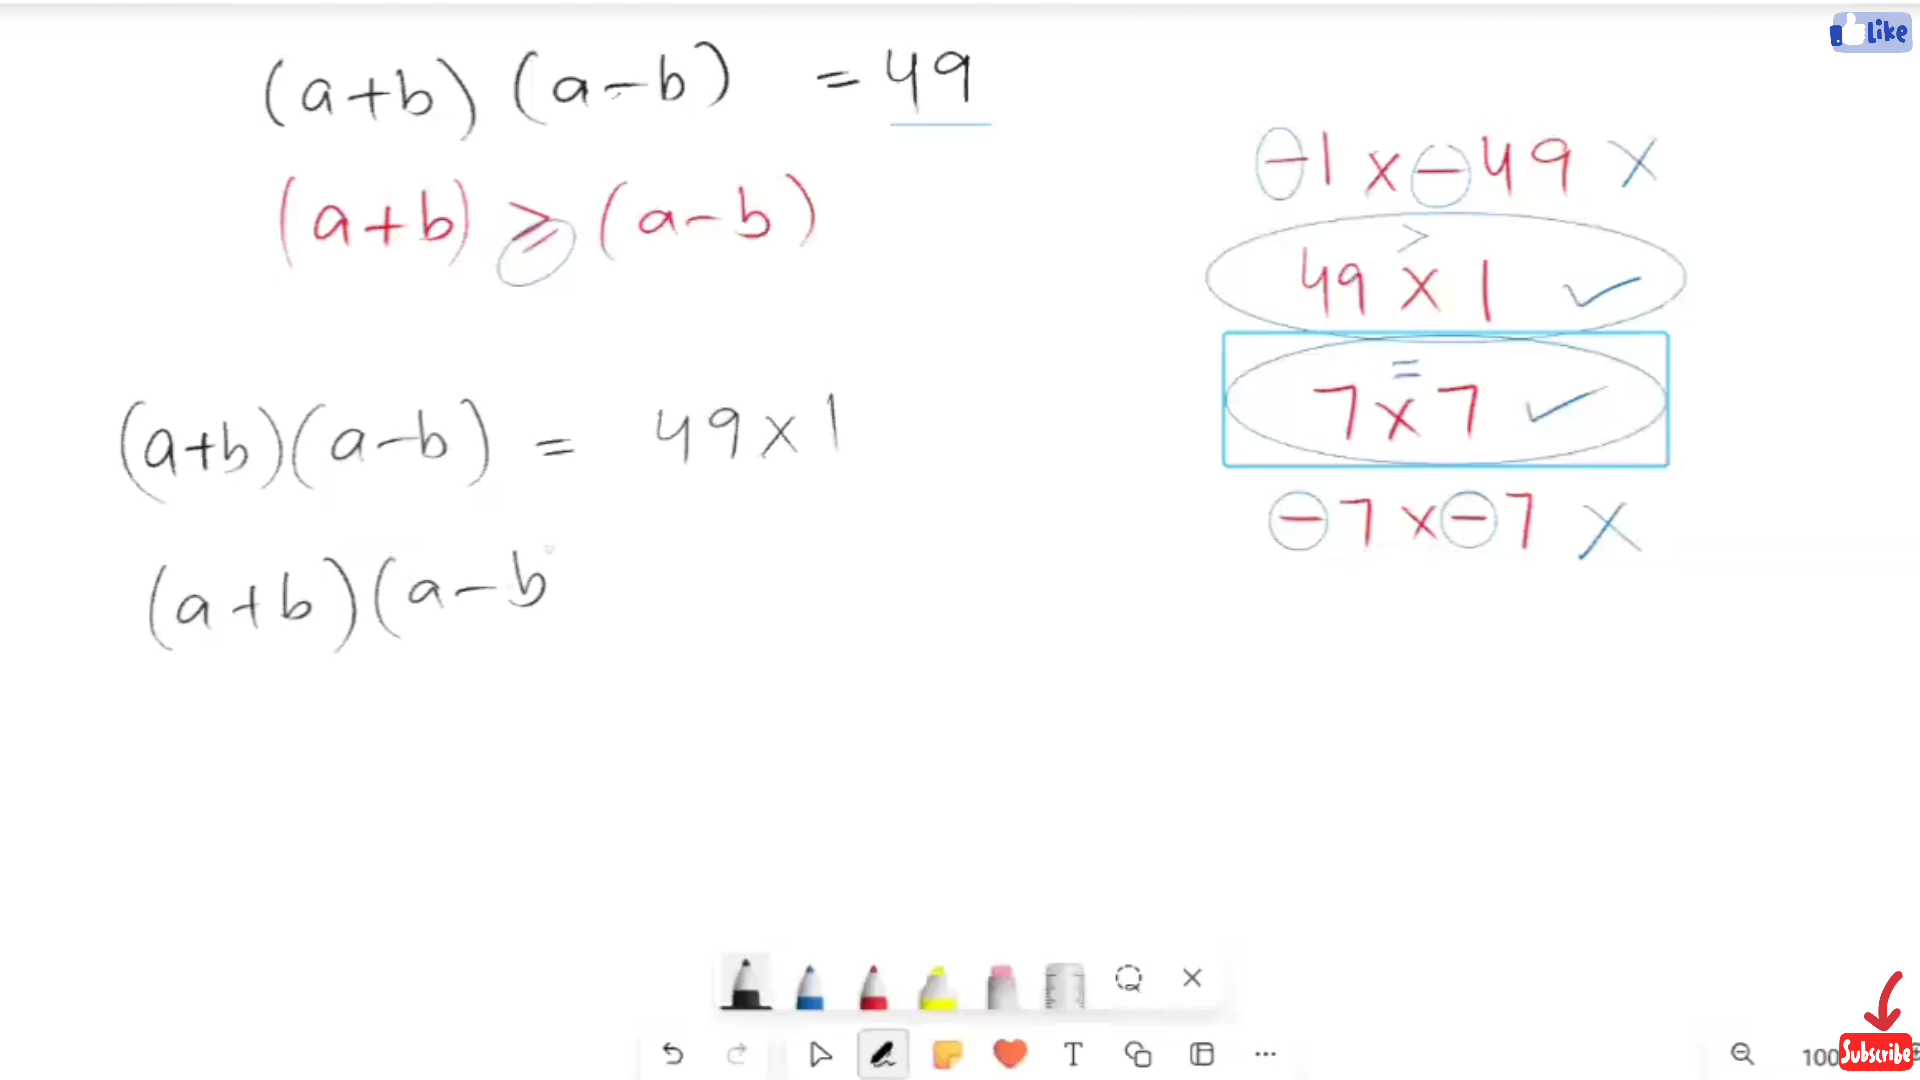 (a+b) (a-b) = 49
(a+b) ≥ (a-b)
(a+b)(a-b) = 49 x 1
(a+b)(a-b
-1 x -49 X
>
49 x 1 ✓
=
7 x 7 ✓
-7 x -7 X
Like
T
100
Subscribe